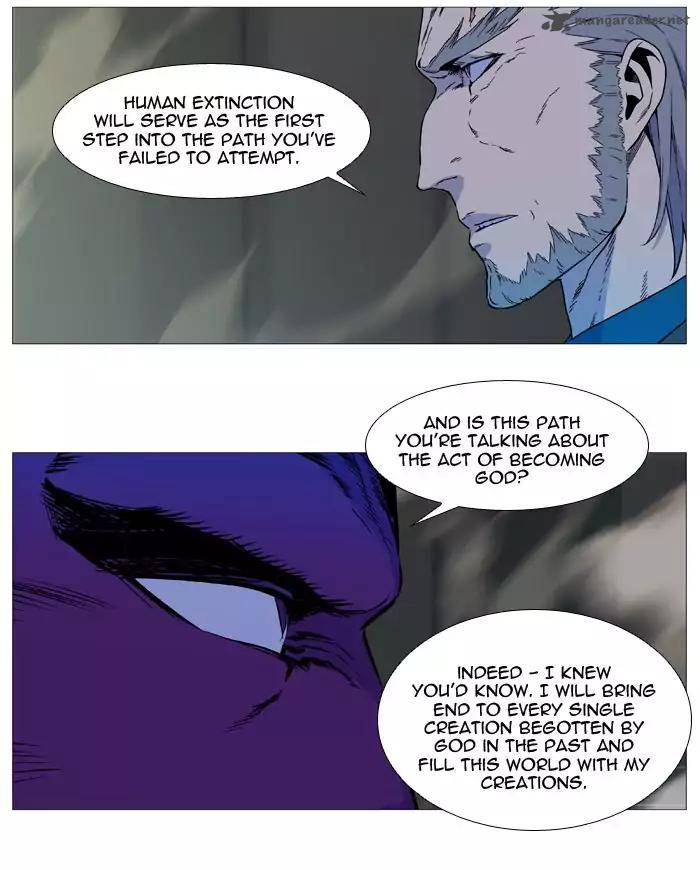 mangareader.net
HUMAN EXTINCTION
WILL SERVE AS THE FIRST
STEP INTO THE PATH YOU'VE
FAILED TO ATTEMPT.
AND IS THIS PATH
YOU'RE TALKING ABOUT
THE ACT OF BECOMING
GOD?
INDEED - I KNEW
YOU'D KNOW. I WILL BRING
END TO EVERY SINGLE
CREATION BEGOTTEN BY
GOD IN THE PAST AND
FILL THIS WORLD WITH MY
CREATIONS.